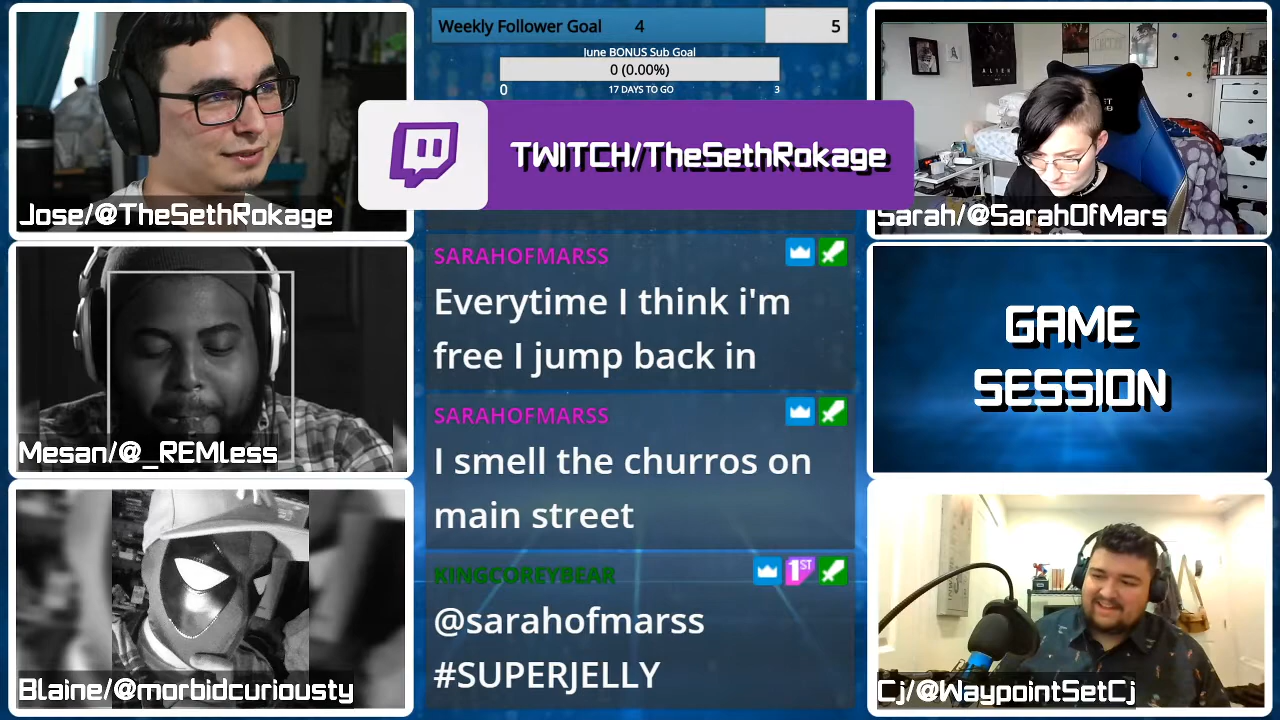 Weekly Follower Goal 4 5
June BONUS Sub Goal
0 (0.00%)
0 17 DAYS TO GO 3
TWITCH/TheSethRokage
Jose/@TheSethRokage
Sarah/@SarahOfMars
ALIEN
SARAHOFMARSS
Everytime I think i'm
free I jump back in
GAME
SESSION
Mesan/@_REMless
SARAHOFMARSS
I smell the churros on
main street
KINGCOREYBEAR
1ST
@sarahofmarss
#SUPERJELLY
Blaine/@morbidcuriousty
Cj/@WaypointSetCj